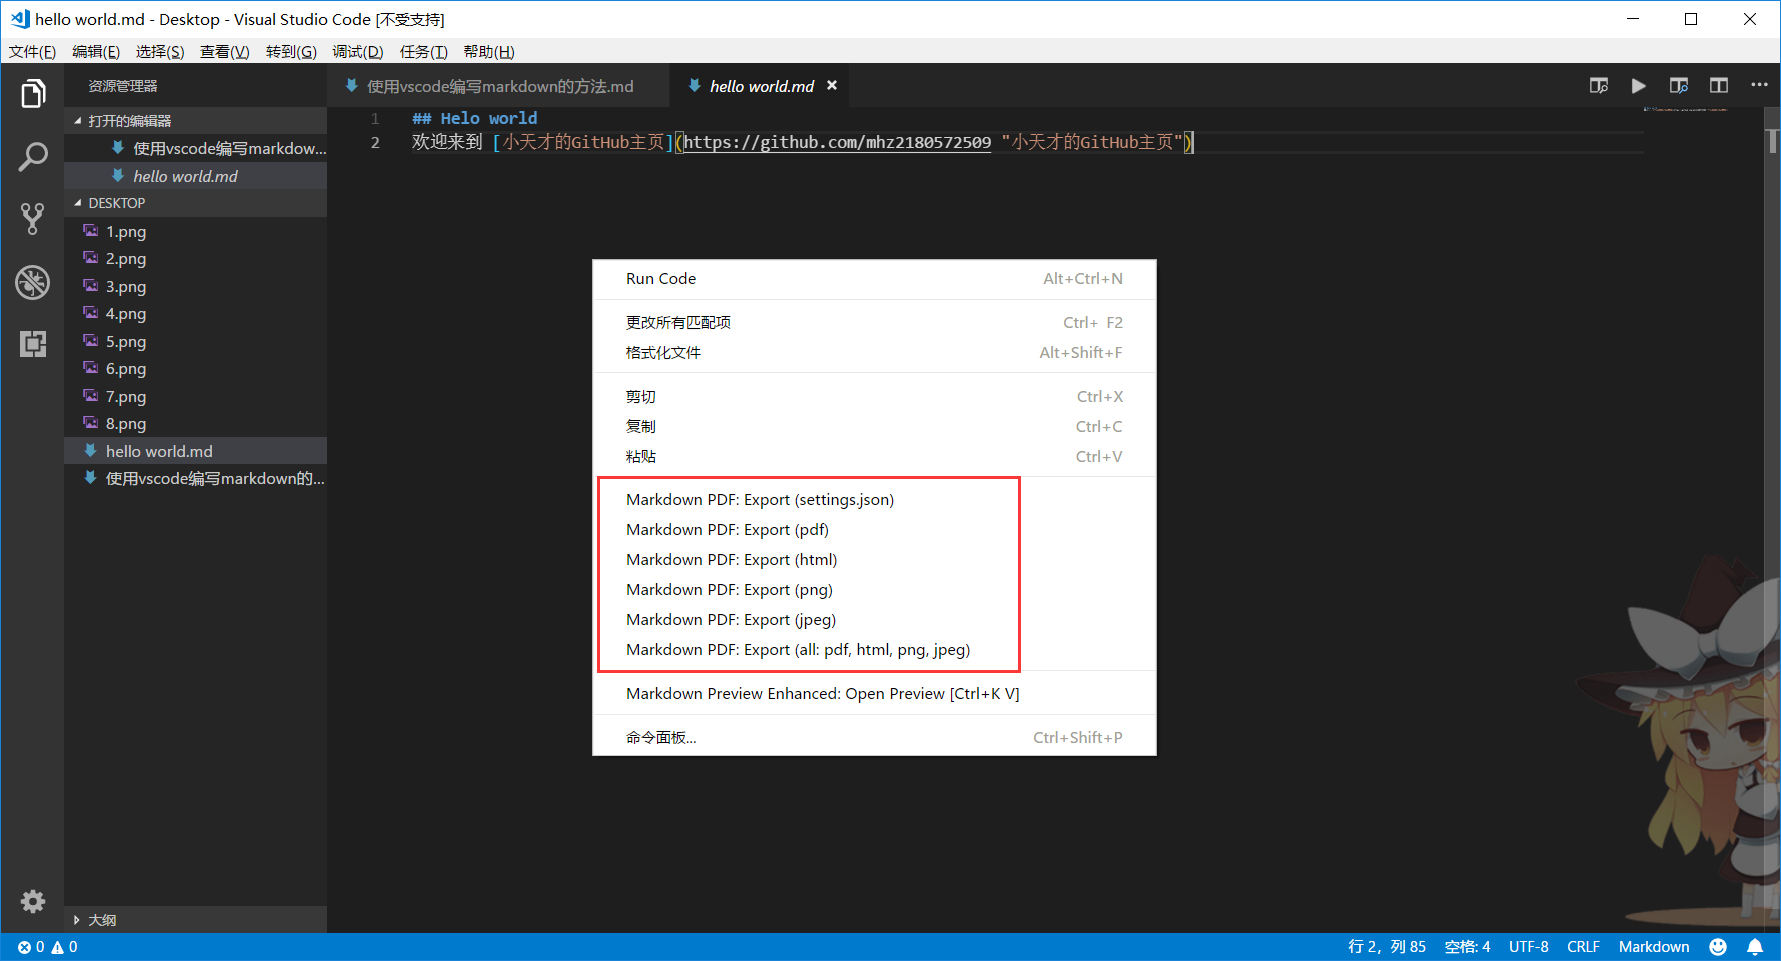 hello world.md - Desktop - Visual Studio Code [不受支持]
文件(F) 编辑(E) 选择(S) 查看(V) 转到(G) 调试(D) 任务(T) 帮助(H)
资源管理器
使用vscode编写markdown的方法.md
hello world.md
打开的编辑器
使用vscode编写markdow...
hello world.md
DESKTOP
1.png
2.png
3.png
4.png
5.png
6.png
7.png
8.png
hello world.md
使用vscode编写markdown的...
大纲
1 ## Helo world
2 欢迎来到 [小天才的GitHub主页](https://github.com/mhz2180572509 "小天才的GitHub主页")
Run Code Alt+Ctrl+N
更改所有匹配项 Ctrl+ F2
格式化文件 Alt+Shift+F
剪切 Ctrl+X
复制 Ctrl+C
粘贴 Ctrl+V
Markdown PDF: Export (settings.json)
Markdown PDF: Export (pdf)
Markdown PDF: Export (html)
Markdown PDF: Export (png)
Markdown PDF: Export (jpeg)
Markdown PDF: Export (all: pdf, html, png, jpeg)
Markdown Preview Enhanced: Open Preview [Ctrl+K V]
命令面板... Ctrl+Shift+P
0 0 行 2，列 85 空格: 4 UTF-8 CRLF Markdown